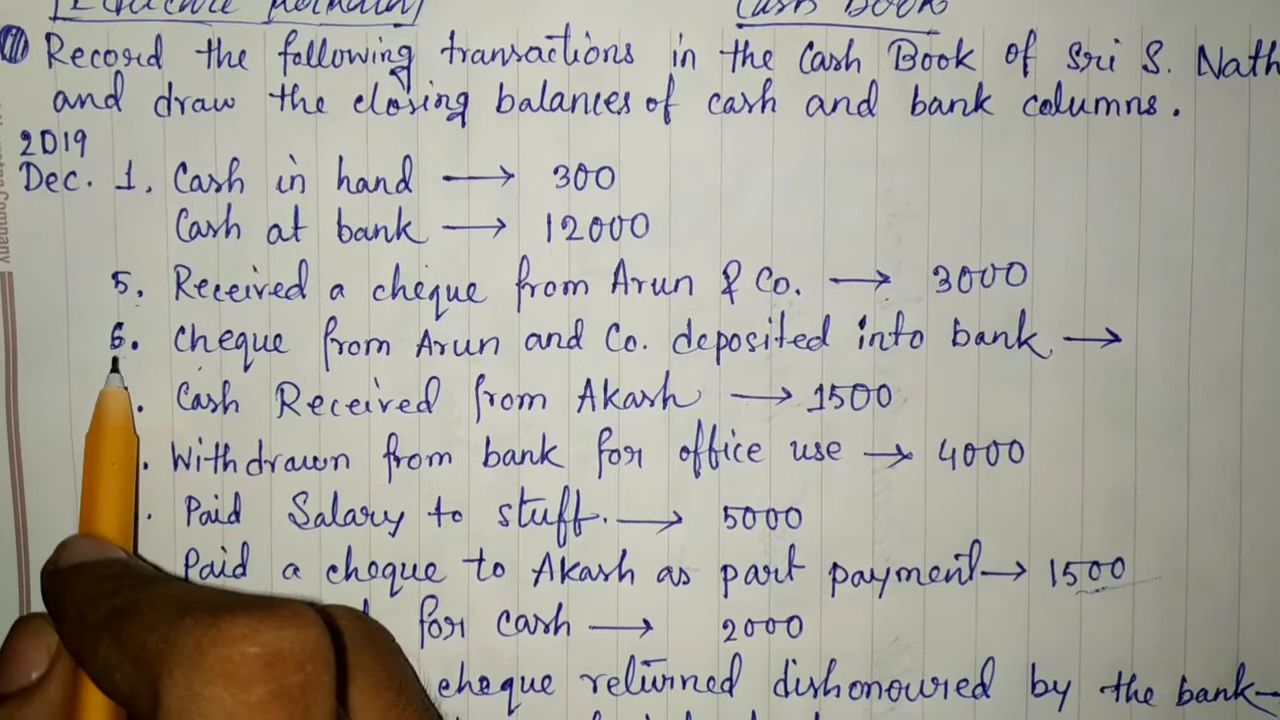 Cash Book
Record the following transactions in the Cash Book of Sri S. Nath
and draw the closing balances of cash and bank columns.
2019
Dec. 1. Cash in hand → 300
Cash at bank → 12000
5. Received a cheque from Arun & Co. → 3000
6. Cheque from Arun and Co. deposited into bank →
. Cash Received from Akash → 1500
. Withdrawn from bank for office use → 4000
. Paid Salary to stuff. → 5000
Paid a cheque to Akash as part payment → 1500
for cash → 2000
cheque returned dishonoured by the bank-